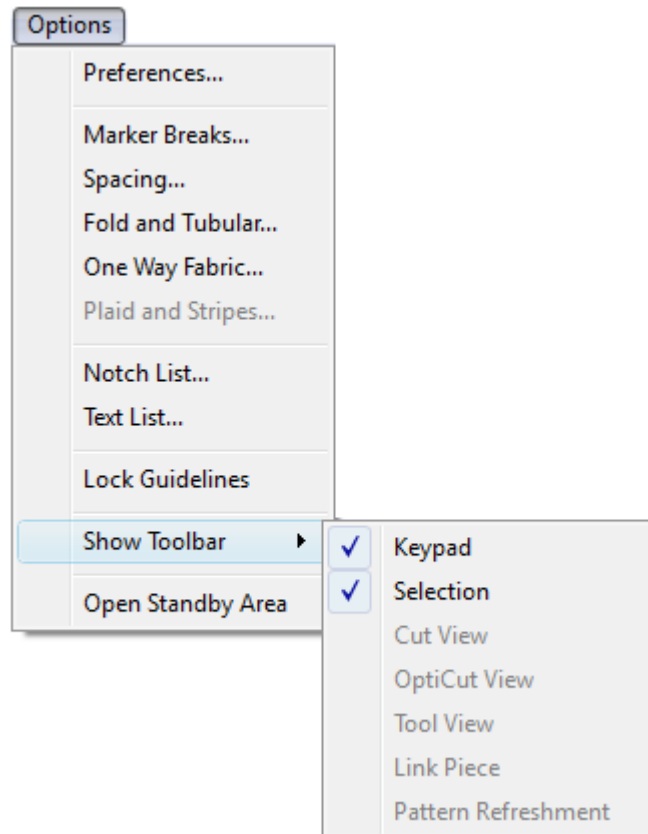 Options
Preferences...
Marker Breaks...
Spacing...
Fold and Tubular...
One Way Fabric...
Plaid and Stripes...
Notch List...
Text List...
Lock Guidelines
Show Toolbar
Open Standby Area
Keypad
Selection
Cut View
OptiCut View
Tool View
Link Piece
Pattern Refreshment